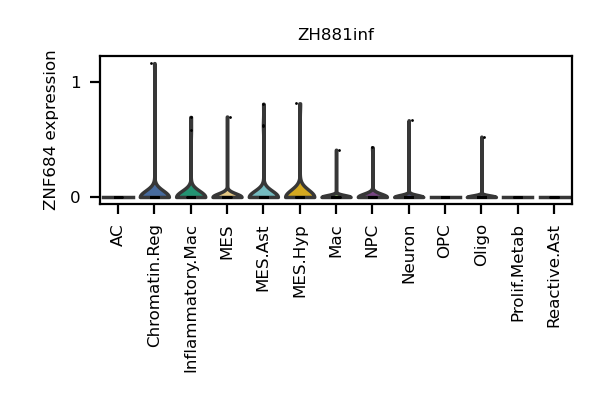 ZH881inf
ZNF684 expression
1
0
AC
Chromatin.Reg
Inflammatory.Mac
MES
MES.Ast
MES.Hyp
Mac
NPC
Neuron
OPC
Oligo
Prolif.Metab
Reactive.Ast